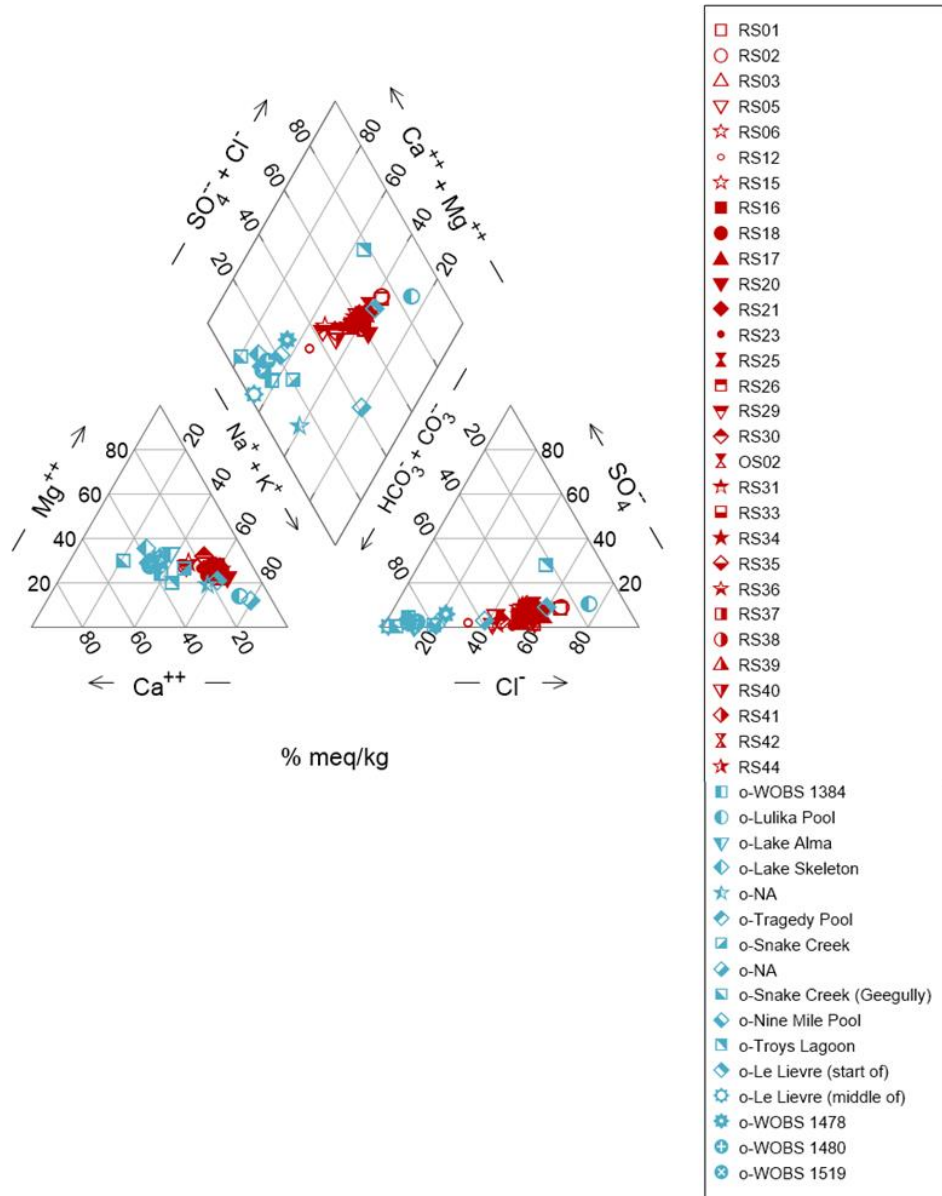 RS01
RS02
RS03
RS05
RS06
RS12
RS15
RS16
RS18
RS17
RS20
RS21
RS23
RS25
RS26
RS29
RS30
OS02
RS31
RS33
RS34
RS35
RS36
RS37
RS38
RS39
RS40
RS41
RS42
RS44
o-WOBS 1384
o-Lulika Pool
o-Lake Alma
o-Lake Skeleton
o-NA
o-Tragedy Pool
o-Snake Creek
o-NA
o-Snake Creek (Geegully)
o-Nine Mile Pool
o-Troys Lagoon
o-Le Lievre (start of)
o-Le Lievre (middle of)
o-WOBS 1478
o-WOBS 1480
o-WOBS 1519
SO4-- + Cl-
Ca++ + Mg++
80 80
60 60
40 40
20 20
Mg++
Na+ + K+
HCO3- + CO3--
SO4--
80 20
60 40
40 60
20 80
80 60 40 20
Ca++
20 80
40 60
60 40
80 20
20 40 60 80
Cl-
% meq/kg